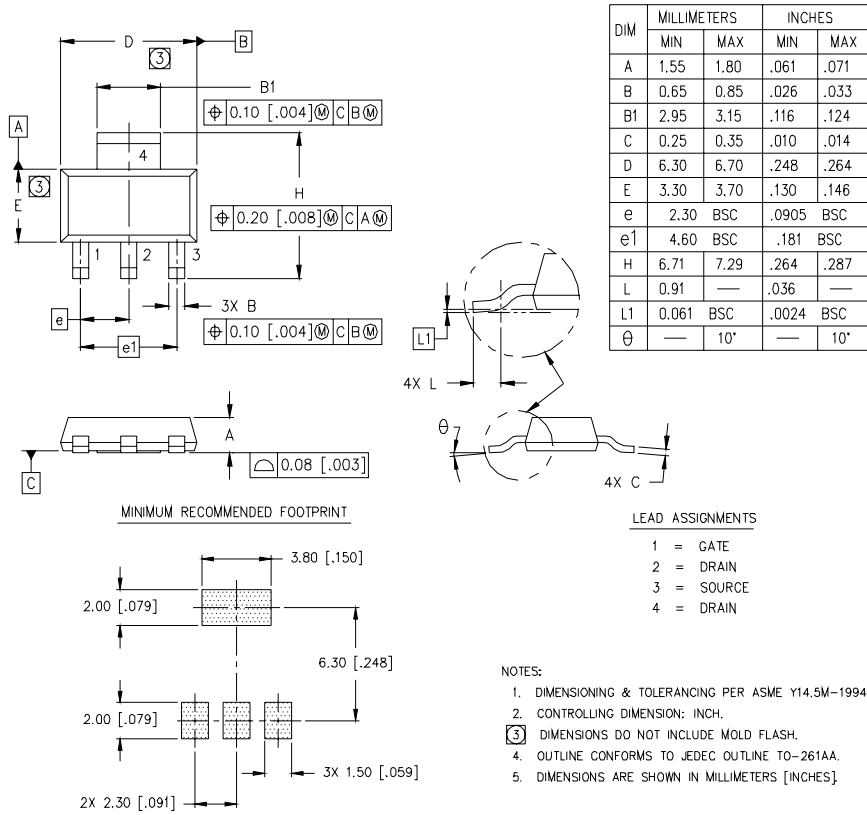 D
B
3
B1
⌖ 0.10 [.004]Ⓜ C BⓂ
A
4
3
E
H
⌖ 0.20 [.008]Ⓜ C AⓂ
1 2 3
3X B
e
⌖ 0.10 [.004]Ⓜ C BⓂ
e1
L1
4X L
A
⌓ 0.08 [.003]
C
θ
4X C
DIM MILLIMETERS INCHES
MIN MAX MIN MAX
A 1.55 1.80 .061 .071
B 0.65 0.85 .026 .033
B1 2.95 3.15 .116 .124
C 0.25 0.35 .010 .014
D 6.30 6.70 .248 .264
E 3.30 3.70 .130 .146
e 2.30 BSC .0905 BSC
e1 4.60 BSC .181 BSC
H 6.71 7.29 .264 .287
L 0.91 — .036 —
L1 0.061 BSC .0024 BSC
θ — 10° — 10°
MINIMUM RECOMMENDED FOOTPRINT
3.80 [.150]
2.00 [.079]
6.30 [.248]
2.00 [.079]
3X 1.50 [.059]
2X 2.30 [.091]
LEAD ASSIGNMENTS
1 = GATE
2 = DRAIN
3 = SOURCE
4 = DRAIN
NOTES:
1. DIMENSIONING & TOLERANCING PER ASME Y14.5M-1994
2. CONTROLLING DIMENSION: INCH.
3 DIMENSIONS DO NOT INCLUDE MOLD FLASH.
4. OUTLINE CONFORMS TO JEDEC OUTLINE TO-261AA.
5. DIMENSIONS ARE SHOWN IN MILLIMETERS [INCHES].